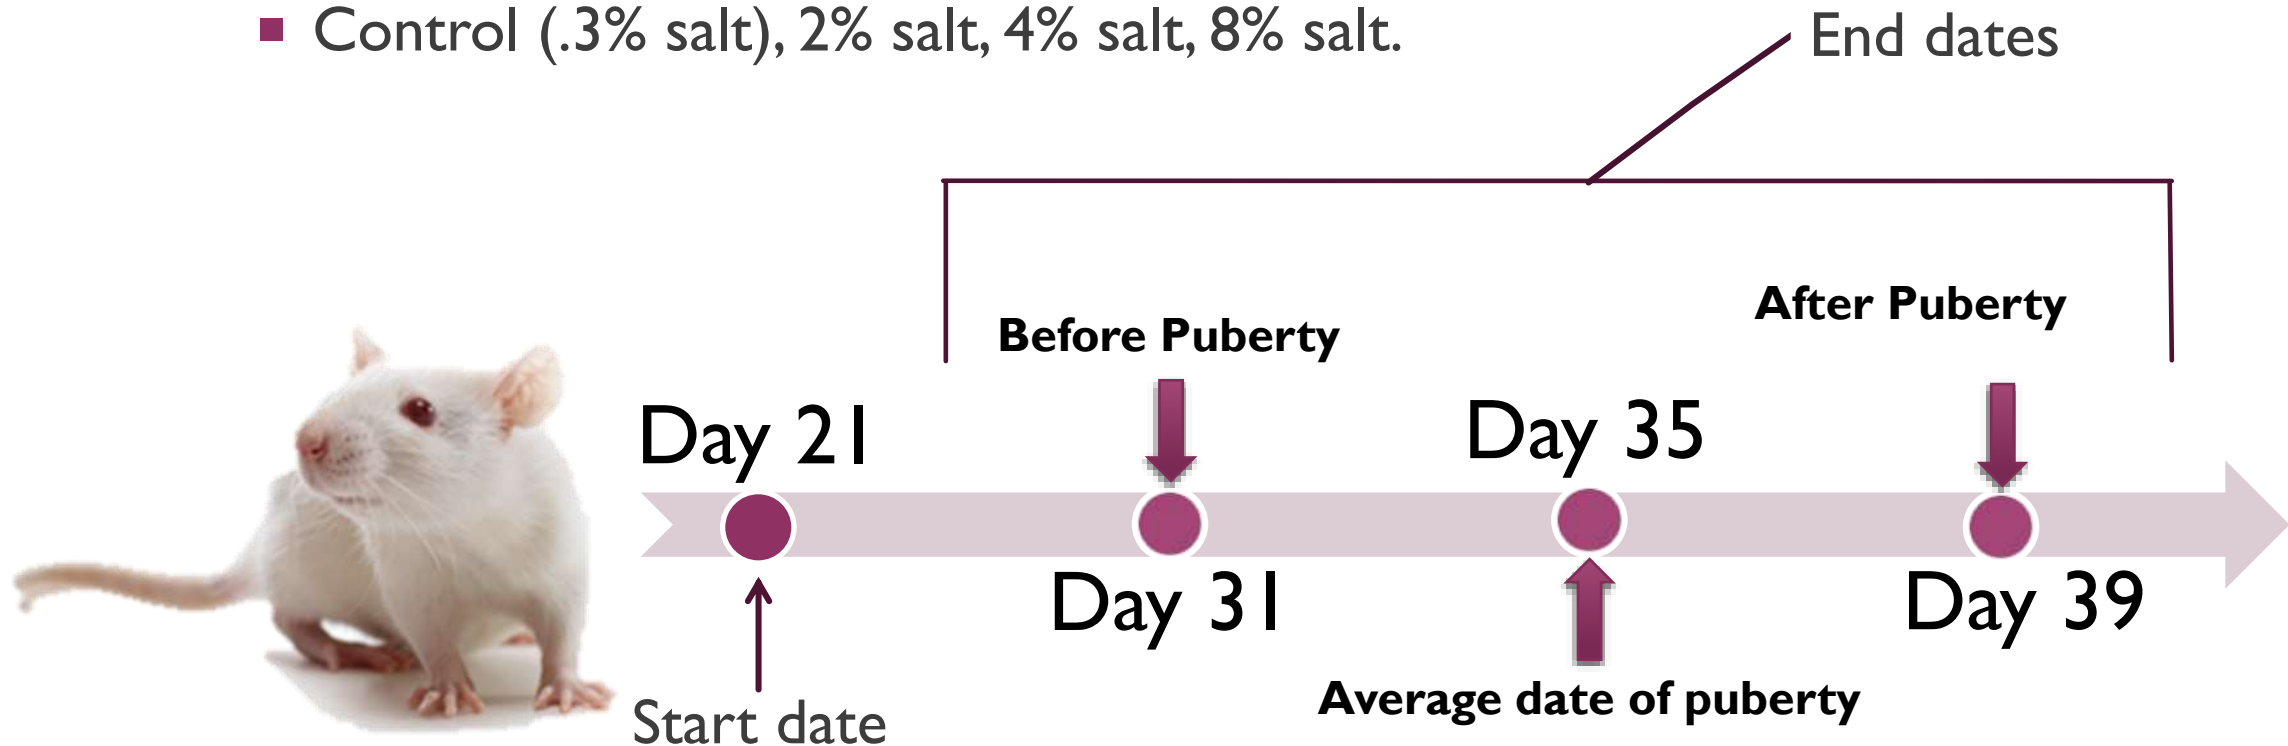 ▪ Control (.3% salt), 2% salt, 4% salt, 8% salt.
End dates
Before Puberty
After Puberty
Day 21
Day 35
Day 31
Day 39
Start date
Average date of puberty